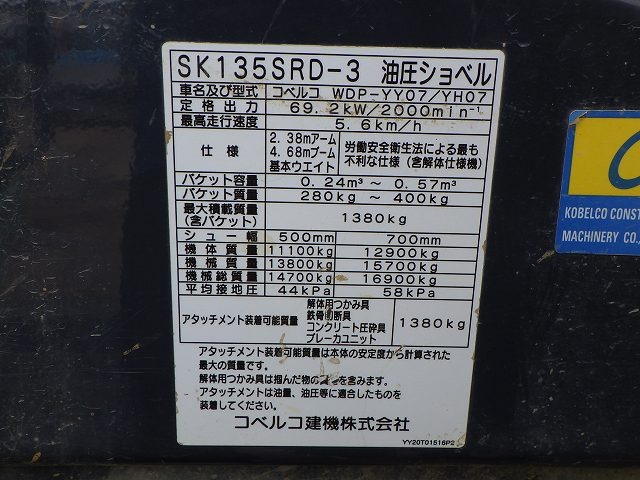 SK135SRD-3 油圧ショベル
車名及び型式 コベルコ WDP-YY07/YH07
定格出力 69.2kW/2000min⁻¹
最高走行速度 5.6km/h
仕様 2.38mアーム 4.68mブーム 基本ウエイト 労働安全衛生法による最も不利な仕様(含解体仕様機)
バケット容量 0.24m³ ～ 0.57m³
バケット質量 280kg ～ 400kg
最大積載質量(含バケット) 1380kg
シュー幅 500mm 700mm
機体質量 11100kg 12900kg
機械質量 13800kg 15700kg
機械総質量 14700kg 16900kg
平均接地圧 44kPa 58kPa
アタッチメント装着可能質量 解体用つかみ具 鉄骨切断具 コンクリート圧砕具 ブレーカユニット 1380kg
アタッチメント装着可能質量は本体の安定度から計算された
最大の質量です。
解体用つかみ具は掴んだ物の質量を含みます。
アタッチメントは油量、油圧等に適合したものを
装着してください。
コベルコ建機株式会社
YY20T01516P2
KOBELCO CONST
MACHINERY CO.,